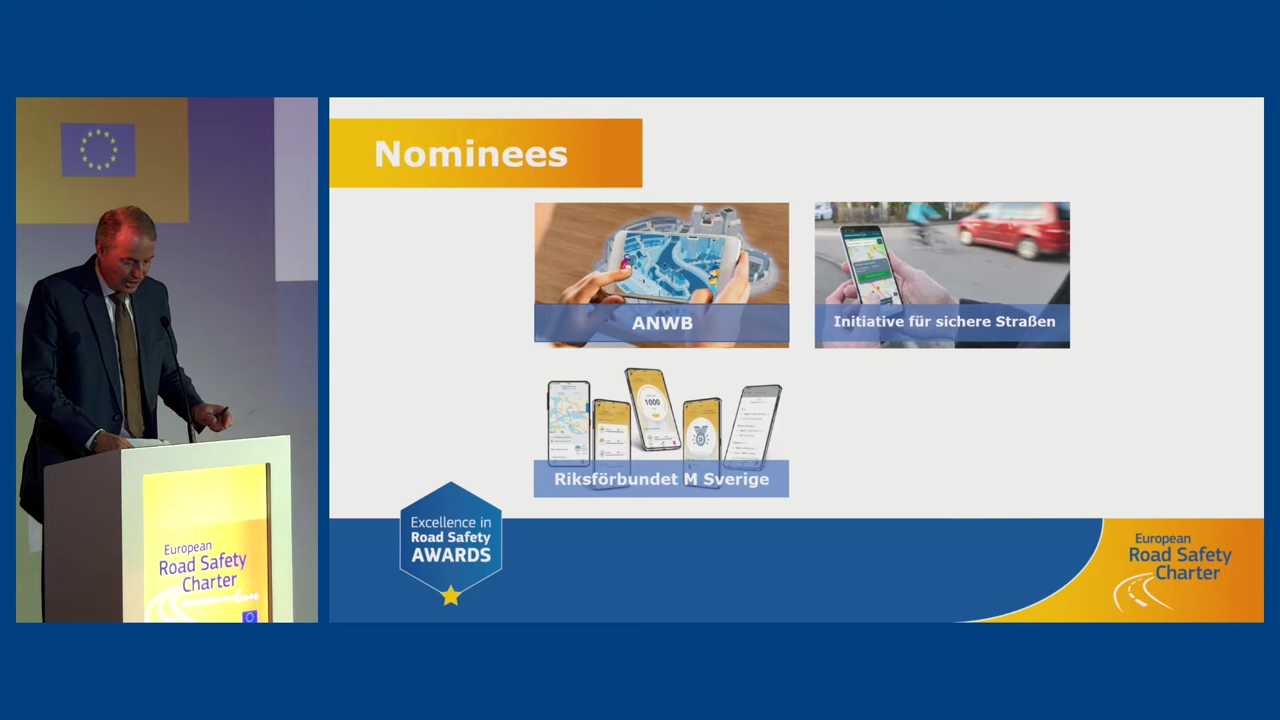 Nominees
ANWB
Initiative für sichere Straßen
1000
Riksförbundet M Sverige
Excellence in
Road Safety
AWARDS
European
Road Safety
Charter
European
Road Safety
Charter